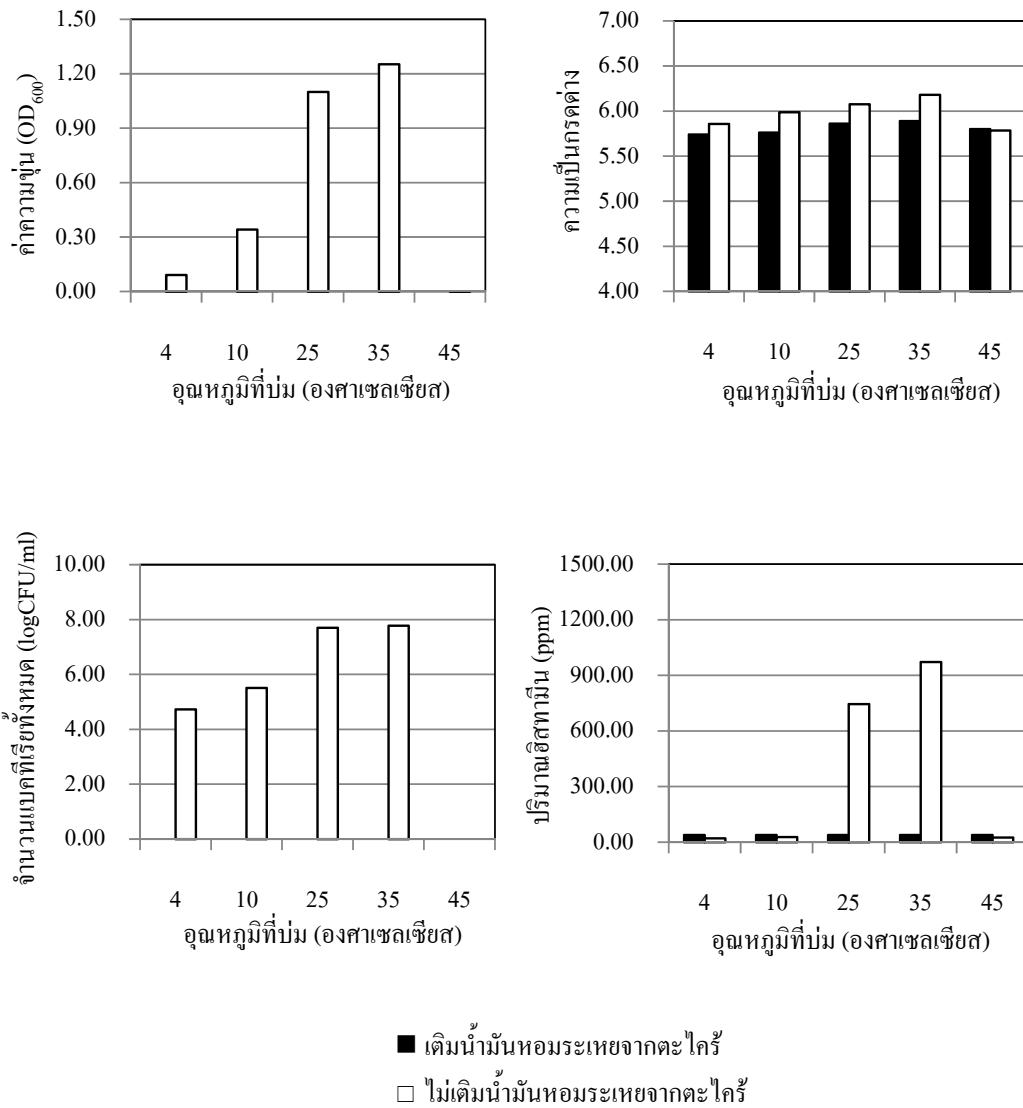 1.50
1.20
0.90
0.60
0.30
0.00
ค่าความขุ่น (OD600)
4 10 25 35 45
อุณหภูมิที่บ่ม (องศาเซลเซียส)
7.00
6.50
6.00
5.50
5.00
4.50
4.00
ความเป็นกรดด่าง
4 10 25 35 45
อุณหภูมิที่บ่ม (องศาเซลเซียส)
10.00
8.00
6.00
4.00
2.00
0.00
จำนวนแบคทีเรียทั้งหมด (logCFU/ml)
4 10 25 35 45
อุณหภูมิที่บ่ม (องศาเซลเซียส)
1500.00
1200.00
900.00
600.00
300.00
0.00
ปริมาณฮิสทามีน (ppm)
4 10 25 35 45
อุณหภูมิที่บ่ม (องศาเซลเซียส)
เติมน้ำมันหอมระเหยจากตะไคร้
ไม่เติมน้ำมันหอมระเหยจากตะไคร้